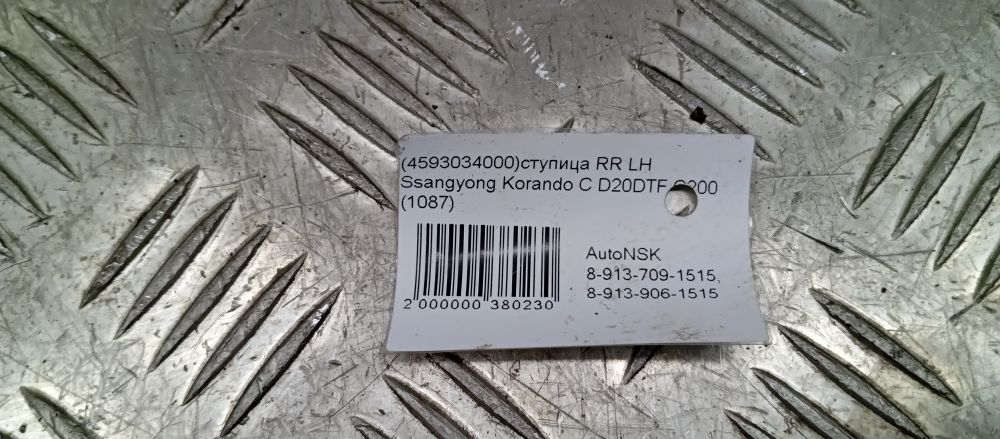 (4593034000)ступица RR LH
Ssangyong Korando C D20DTF C200
(1087)
AutoNSK
8-913-709-1515,
8-913-906-1515
2 000000 380230